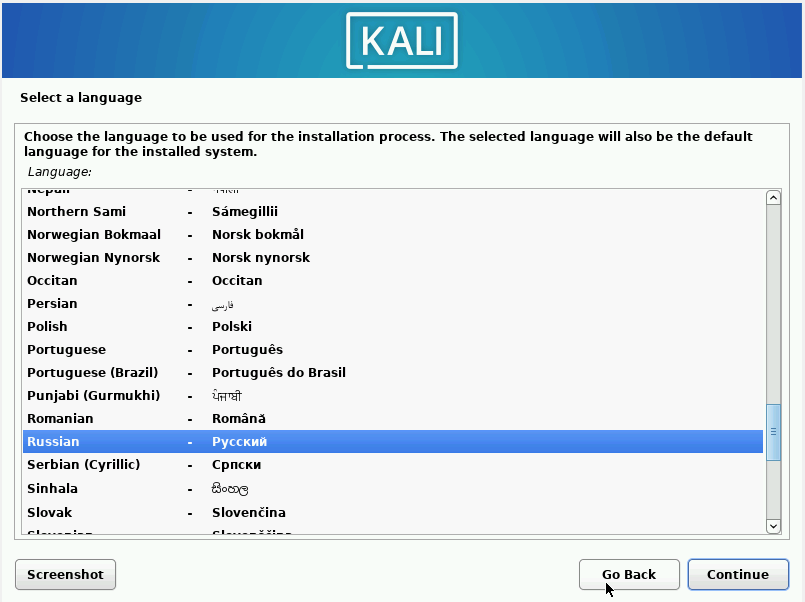 KALI
Select a language
Choose the language to be used for the installation process. The selected language will also be the default
language for the installed system.
Language:
Nepali - नेपाली
Northern Sami - Sámegillii
Norwegian Bokmaal - Norsk bokmål
Norwegian Nynorsk - Norsk nynorsk
Occitan - Occitan
Persian - فارسی
Polish - Polski
Portuguese - Português
Portuguese (Brazil) - Português do Brasil
Punjabi (Gurmukhi) - ਪੰਜਾਬੀ
Romanian - Română
Russian - Русский
Serbian (Cyrillic) - Српски
Sinhala - සිංහල
Slovak - Slovenčina
Slovenian - Slovenščina
Screenshot Go Back Continue